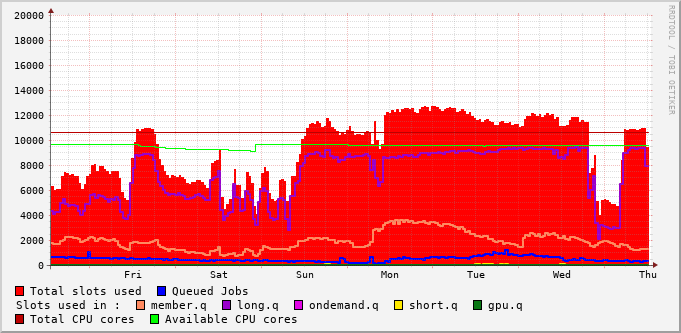 RRDTOOL / TOBI OETIKER
20000
18000
16000
14000
12000
10000
8000
6000
4000
2000
0
Fri Sat Sun Mon Tue Wed Thu
Total slots used Queued Jobs
Slots used in : member.q long.q ondemand.q short.q gpu.q
Total CPU cores Available CPU cores